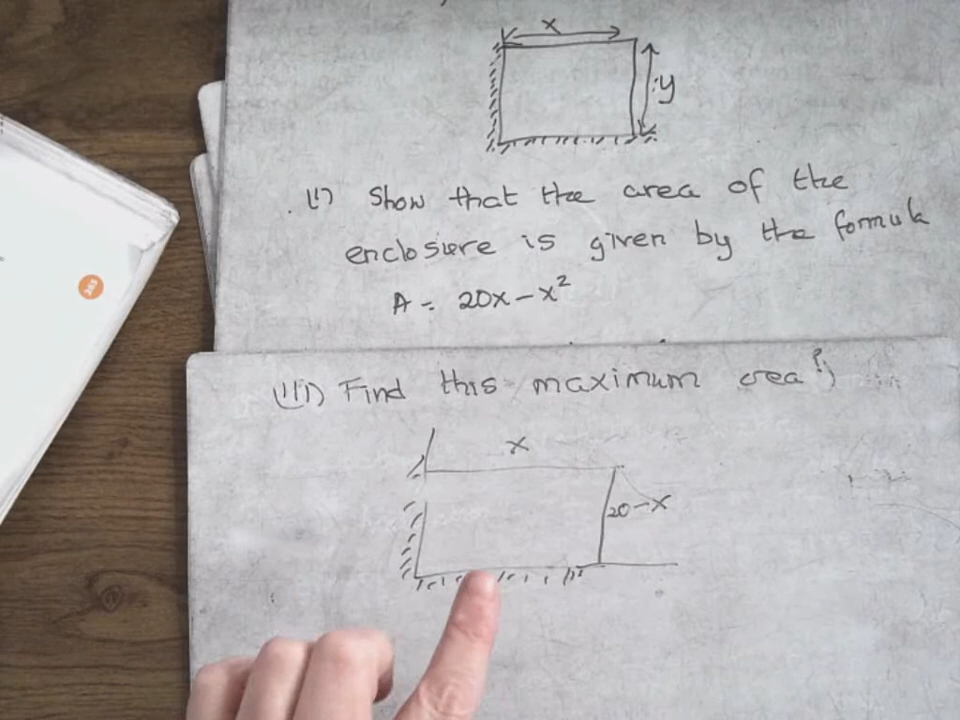 x
y
(i) Show that the area of the
enclosure is given by the formula
A = 20x - x²
(iii) Find this maximum area?
x
20-x